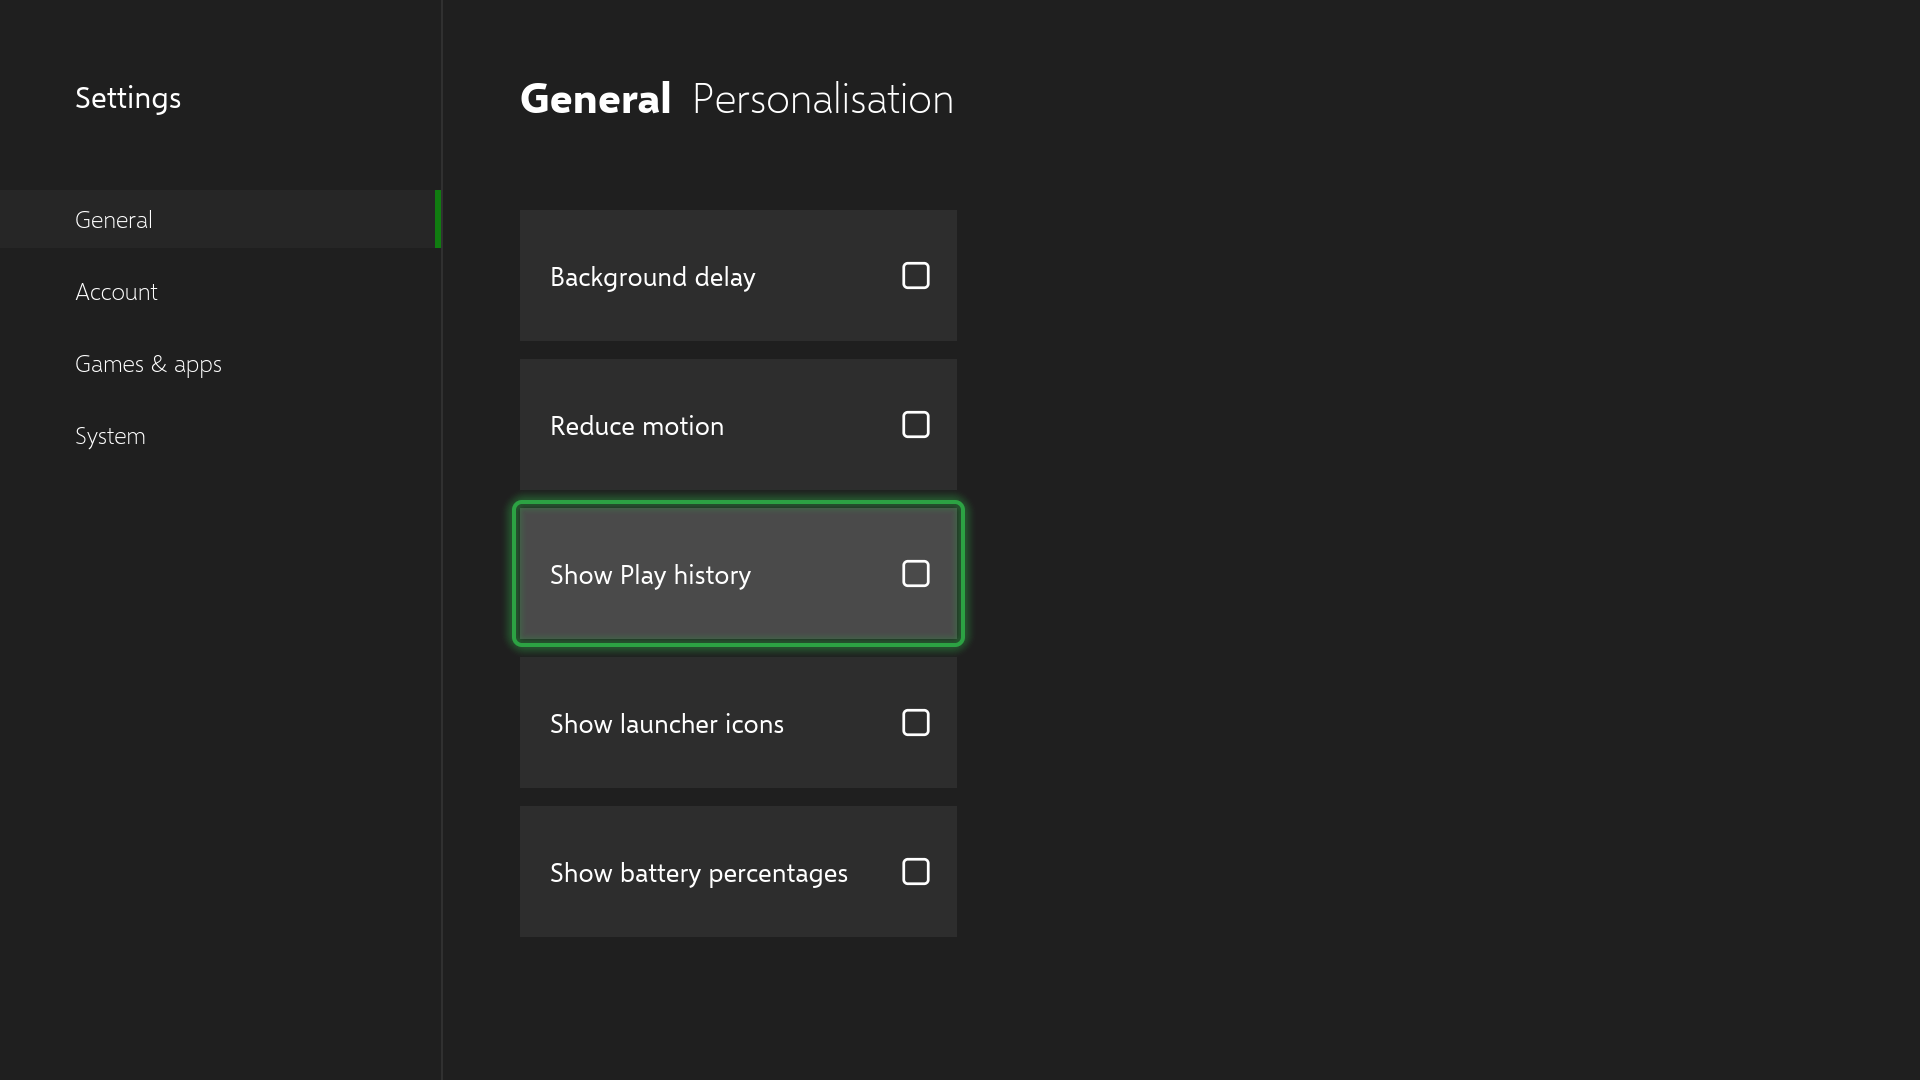 Settings
General
Account
Games & apps
System
General Personalisation
Background delay
Reduce motion
Show Play history
Show launcher icons
Show battery percentages